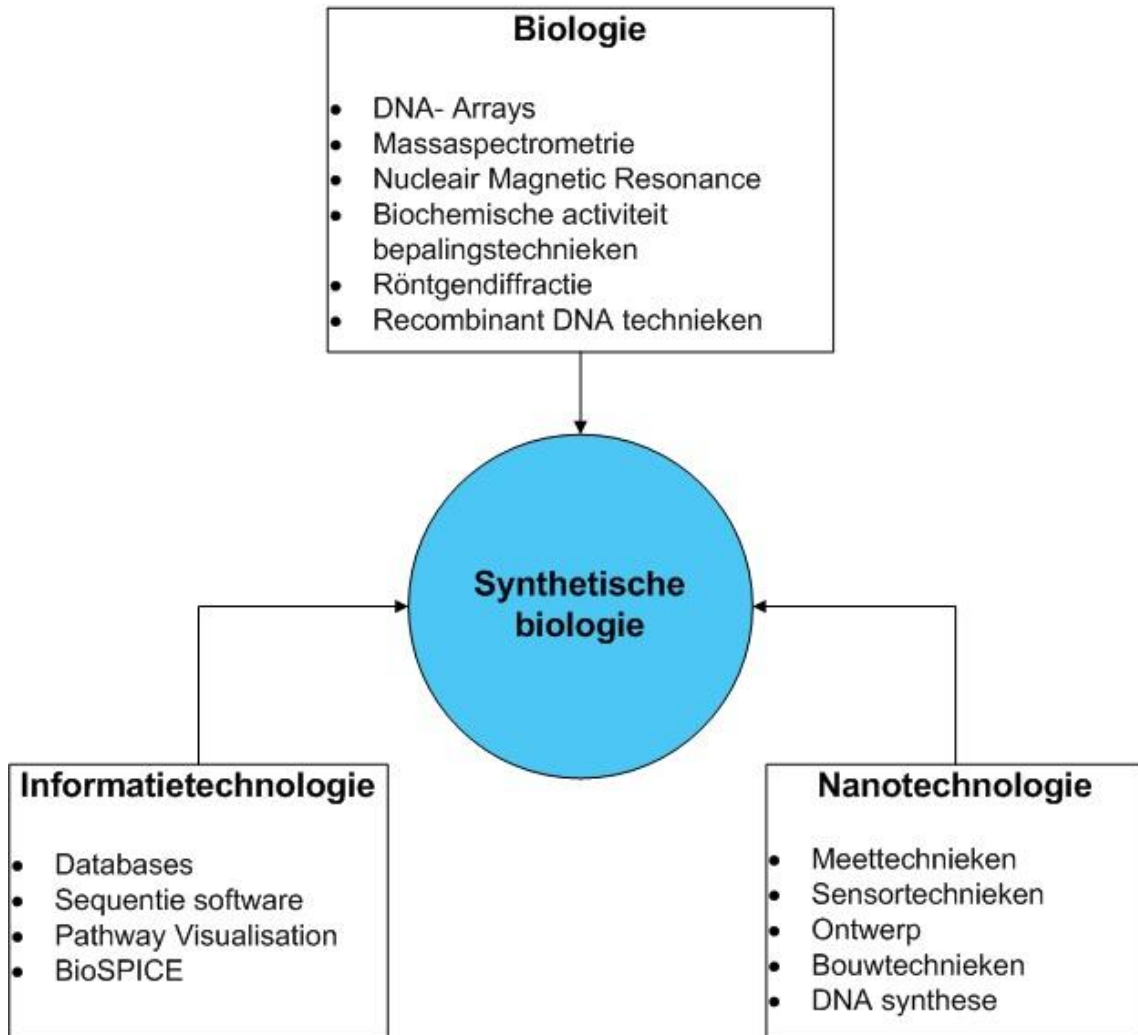 Biologie
• DNA- Arrays
• Massaspectrometrie
• Nucleair Magnetic Resonance
• Biochemische activiteit
bepalingstechnieken
• Röntgendiffractie
• Recombinant DNA technieken
Synthetische
biologie
Informatietechnologie
• Databases
• Sequentie software
• Pathway Visualisation
• BioSPICE
Nanotechnologie
• Meettechnieken
• Sensortechnieken
• Ontwerp
• Bouwtechnieken
• DNA synthese